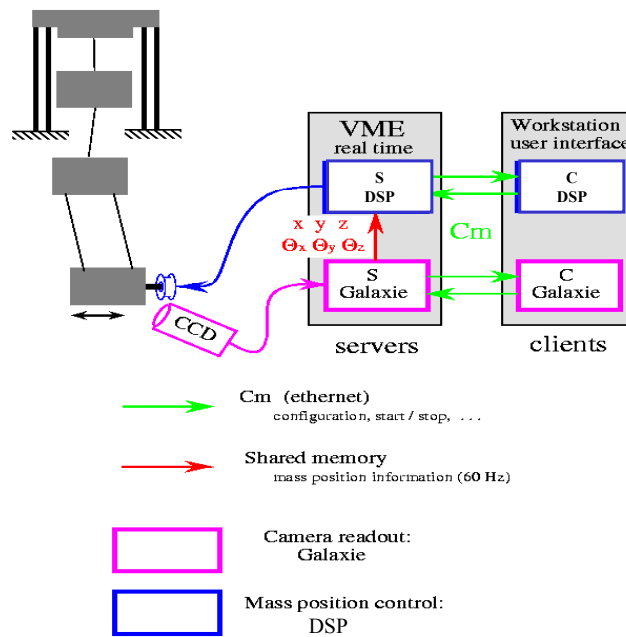 VME
real time
Workstation
user interface
S
DSP
C
DSP
x y z
Θx Θy Θz
Cm
S
Galaxie
C
Galaxie
CCD
servers
clients
Cm (ethernet)
configuration, start / stop, . . .
Shared memory
mass position information (60 Hz)
Camera readout:
Galaxie
Mass position control:
DSP